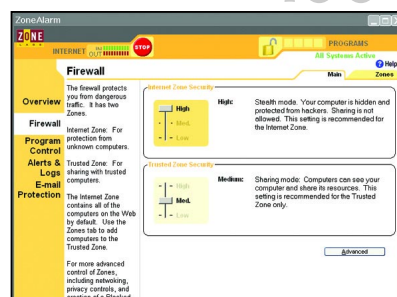 ZoneAlarm
ZONE
INTERNET IN OUT
STOP
PROGRAMS
All Systems Active
Help
Firewall
Main
Zones
Overview
Firewall
Program Control
Alerts & Logs
E-mail Protection
The firewall protects
you from dangerous
traffic. It has two
Zones.
Internet Zone: For
protection from
unknown computers.
Trusted Zone: For
sharing with trusted
computers.
The Internet Zone
contains all of the
computers on the Web
by default. Use the
Zones tab to add
computers to the
Trusted Zone.
For more advanced
control of Zones,
including netwoking,
privacy controls, and
creation of a Blocked
Internet Zone Security
High
Med.
Low
High:
Stealth mode. Your computer is hidden and
protected from hackers. Sharing is not
allowed. This setting is recommended for
the Internet Zone.
Trusted Zone Security
High
Med.
Low
Medium:
Sharing mode: Computers can see your
computer and share its resources. This
setting is recommended for the Trusted
Zone only.
Advanced